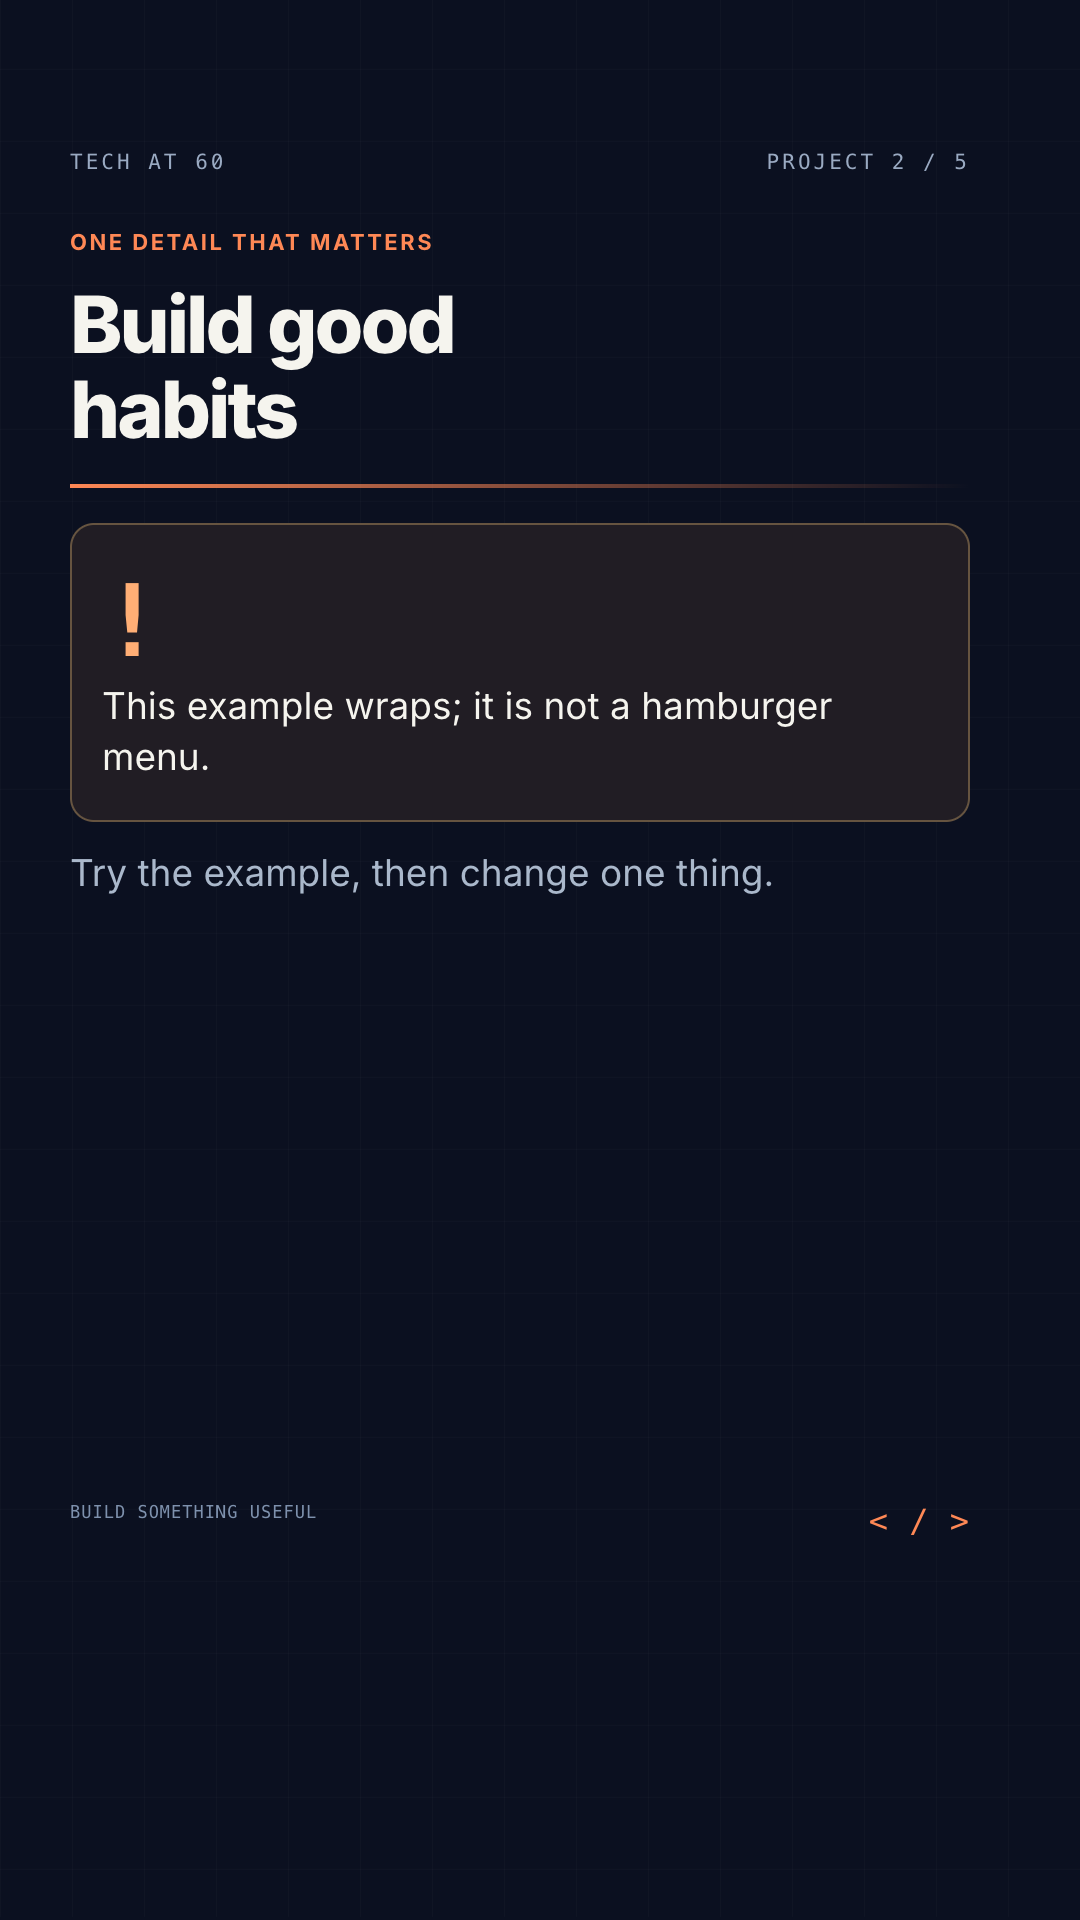 TECH AT 60
PROJECT 2 / 5
ONE DETAIL THAT MATTERS
Build good
habits
!
This example wraps; it is not a hamburger
menu.
Try the example, then change one thing.
BUILD SOMETHING USEFUL
< / >